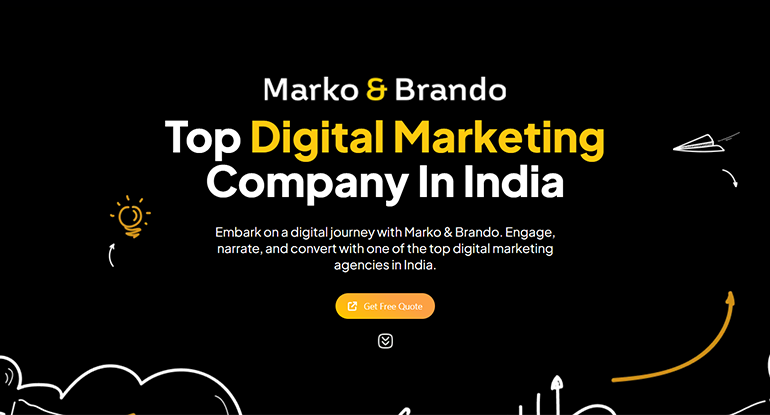 Marko & Brando
Top Digital Marketing
Company In India
Embark on a digital journey with Marko & Brando. Engage,
narrate, and convert with one of the top digital marketing
agencies in India.
Get Free Quote